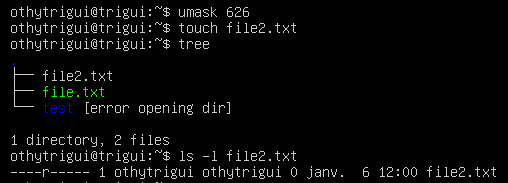 othytrigui@trigui:~$ umask 626
othytrigui@trigui:~$ touch file2.txt
othytrigui@trigui:~$ tree
.
├── file2.txt
├── file.txt
└── test [error opening dir]
1 directory, 2 files
othytrigui@trigui:~$ ls -l file2.txt
----r----- 1 othytrigui othytrigui 0 janv.  6 12:00 file2.txt